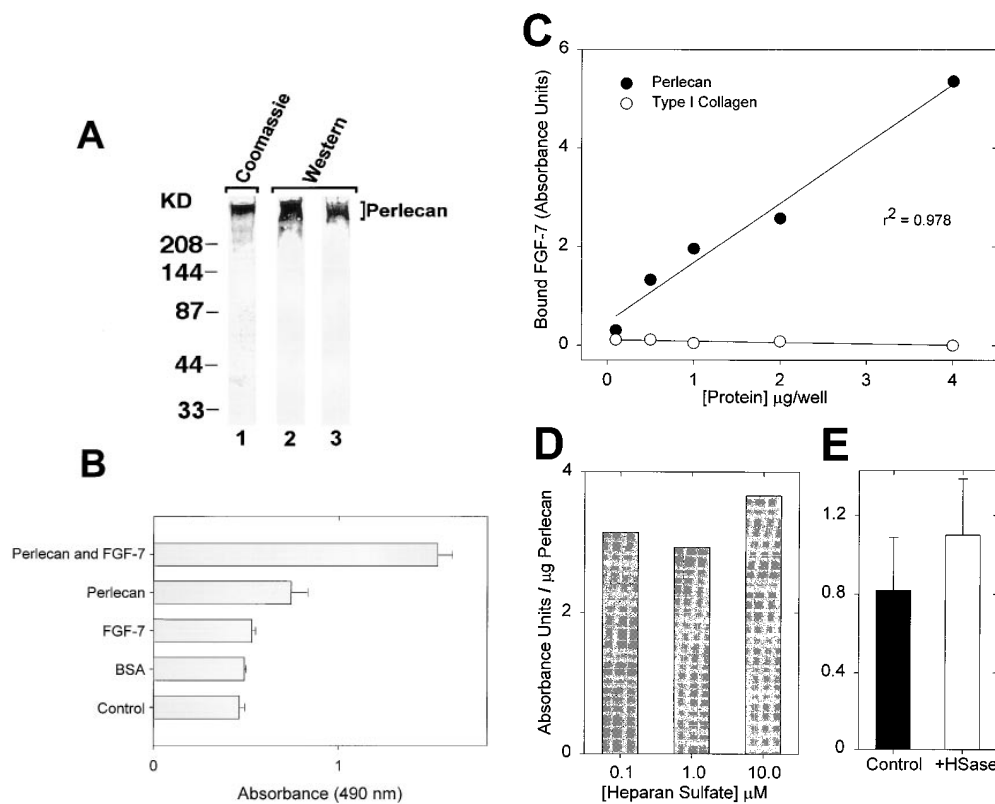 A
Coomassie
Western
KD
Perlecan
208
144
87
44
33
1 2 3
B
Perlecan and FGF-7
Perlecan
FGF-7
BSA
Control
0 1
Absorbance (490 nm)
C
Bound FGF-7 (Absorbance Units)
6
4
2
0
Perlecan
Type I Collagen
r2 = 0.978
0 1 2 3 4
[Protein] µg/well
D
Absorbance Units / µg Perlecan
4
2
0
0.1 1.0 10.0
[Heparan Sulfate] µM
E
1.2
0.8
0.4
0
Control +HSase